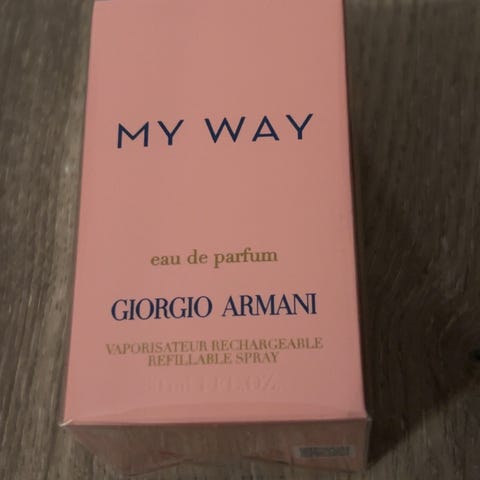 MY WAY
eau de parfum
GIORGIO ARMANI
VAPORISATEUR RECHARGEABLE
REFILLABLE SPRAY